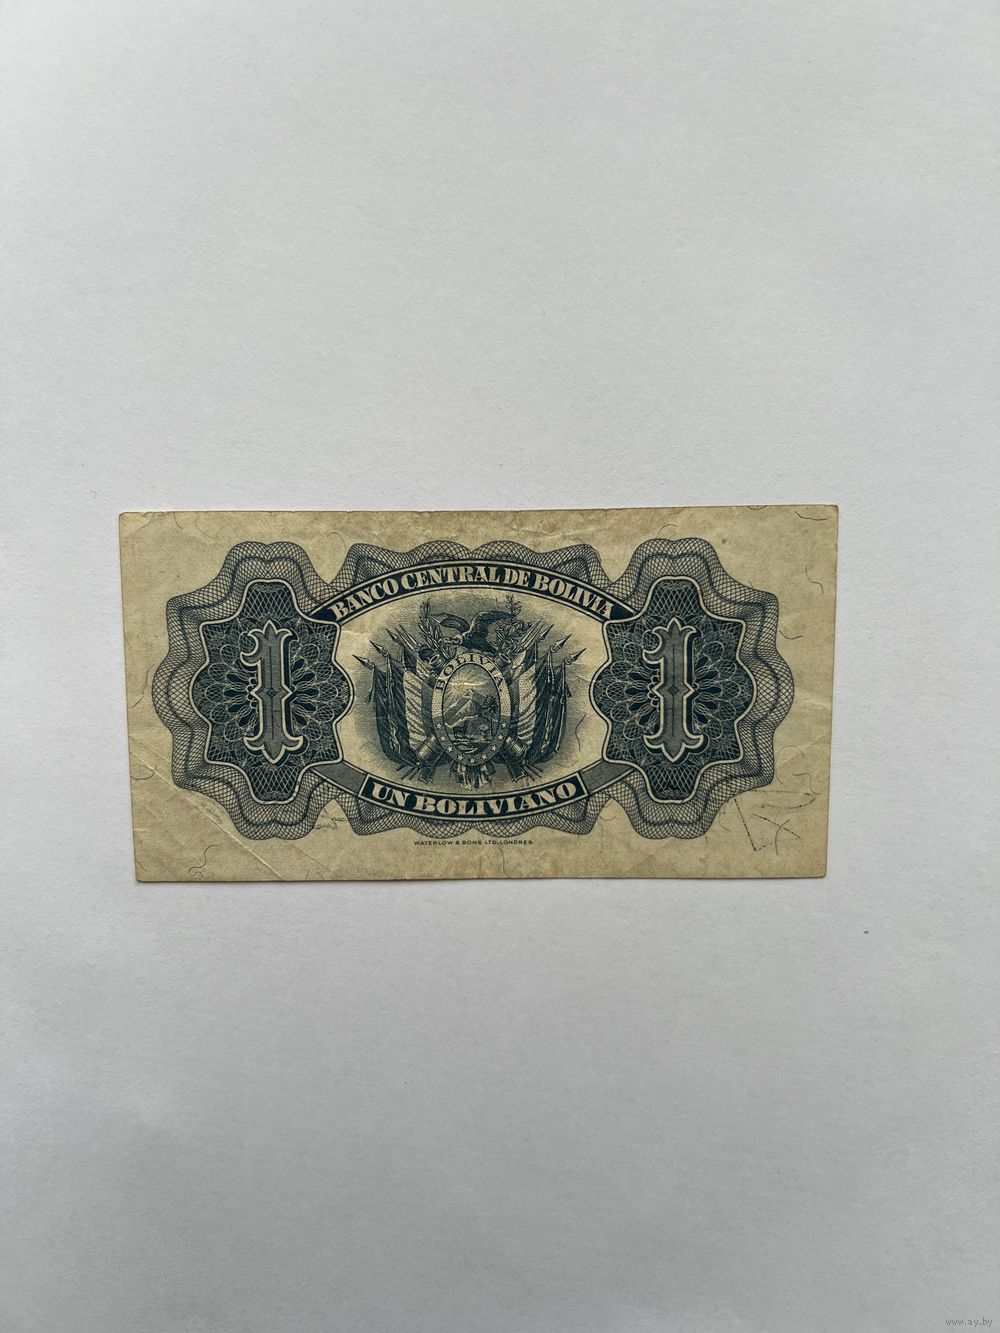 BANCO CENTRAL DE BOLIVIA
BOLIVIA
1 1
UN BOLIVIANO
WATERLOW & SONS LTD. LONDRES.
www.ay.by